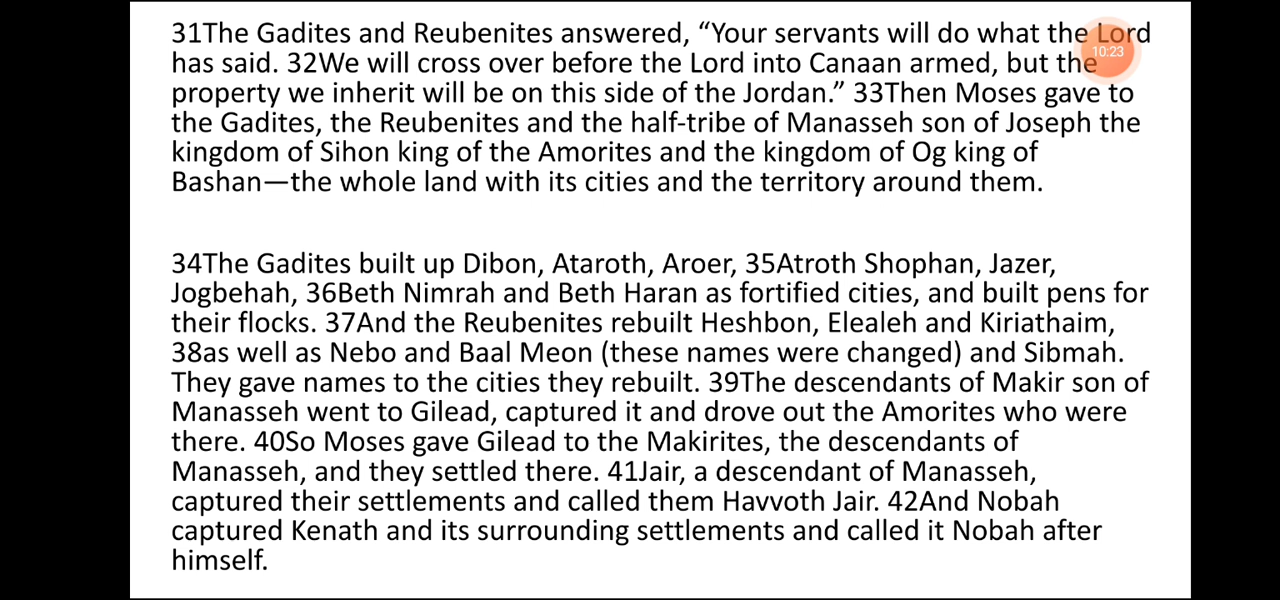 31The Gadites and Reubenites answered, “Your servants will do what the Lord
has said. 32We will cross over before the Lord into Canaan armed, but the
property we inherit will be on this side of the Jordan.” 33Then Moses gave to
the Gadites, the Reubenites and the half-tribe of Manasseh son of Joseph the
kingdom of Sihon king of the Amorites and the kingdom of Og king of
Bashan—the whole land with its cities and the territory around them.
34The Gadites built up Dibon, Ataroth, Aroer, 35Atroth Shophan, Jazer,
Jogbehah, 36Beth Nimrah and Beth Haran as fortified cities, and built pens for
their flocks. 37And the Reubenites rebuilt Heshbon, Elealeh and Kiriathaim,
38as well as Nebo and Baal Meon (these names were changed) and Sibmah.
They gave names to the cities they rebuilt. 39The descendants of Makir son of
Manasseh went to Gilead, captured it and drove out the Amorites who were
there. 40So Moses gave Gilead to the Makirites, the descendants of
Manasseh, and they settled there. 41Jair, a descendant of Manasseh,
captured their settlements and called them Havvoth Jair. 42And Nobah
captured Kenath and its surrounding settlements and called it Nobah after
himself.
10:23